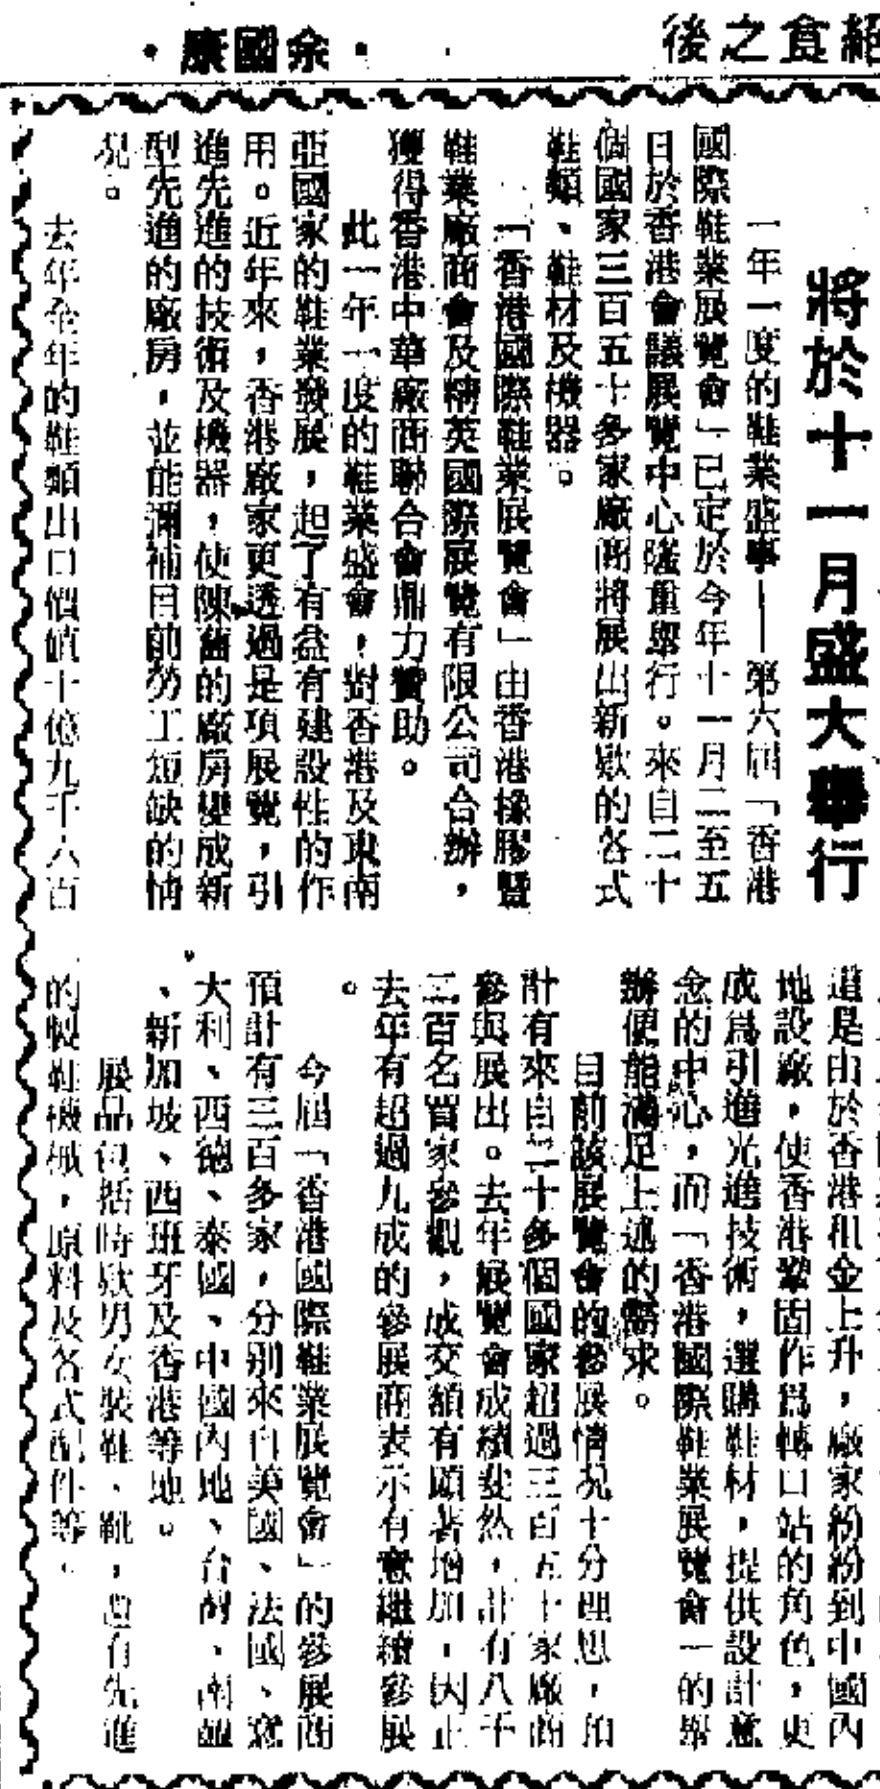 絕食之後
・余國康・
將於十一月盛大舉行
一年一度的鞋業盛事——第六屆「香港
國際鞋業展覽會」已定於今年十一月二至五
日於香港會議展覽中心隆重舉行。來自二十
個國家三百五十多家廠商將展出新欵的各式
鞋類、鞋材及機器。
「香港國際鞋業展覽會」由香港橡膠暨
鞋業廠商會及精英國際展覽有限公司合辦，
獲得香港中華廠商聯合會鼎力贊助。
此一年一度的鞋業盛會，對香港及東南
亞國家的鞋業發展，起了有益有建設性的作
用。近年來，香港廠家更透過是項展覽，引
進先進的技術及機器，使陳舊的廠房變成新
型先進的廠房，並能彌補目前勞工短缺的情
况。
去年全年的鞋類出口價值十億九千六百
這是由於香港租金上升，廠家紛紛到中國內
地設廠，使香港鞏固作爲轉口站的角色，更
成爲引進先進技術，選購鞋材，提供設計意
念的中心，而「香港國際鞋業展覽會」的舉
辦便能滿足上述的需求。
目前該展覽會的參展情况十分理想，預
計有來自二十多個國家超過三百五十家廠商
參與展出。去年展覽會成績斐然，計有八千
三百名買家參觀，成交額有顯著增加，因此
去年有超過九成的參展商表示有意繼續參展
。
今屆「香港國際鞋業展覽會」的參展商
預計有三百多家，分別來自美國、法國、意
大利、西德、泰國、中國內地、台灣、南韓
、新加坡、西班牙及香港等地。
展品包括時欵男女裝鞋、靴，還有先進
的製鞋機械，原料及各式配件等。